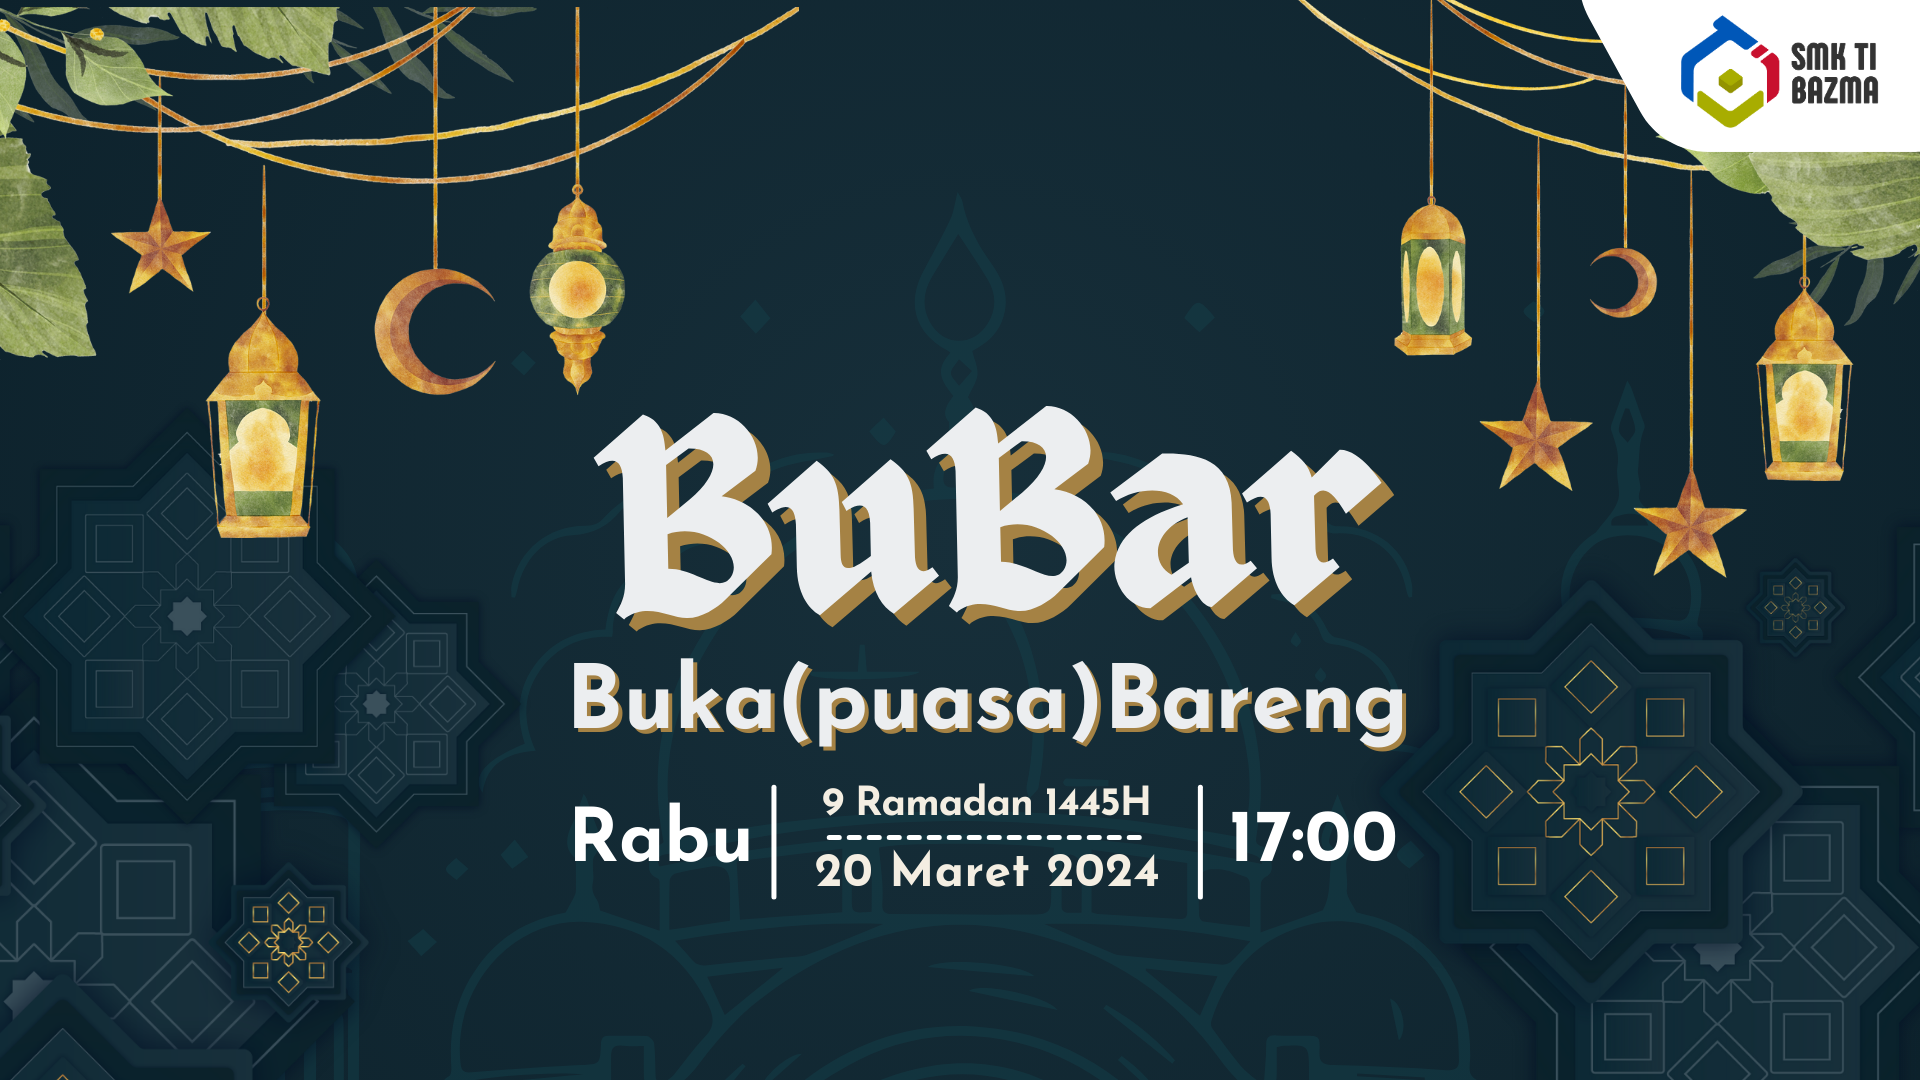 SMK TI
BAZMA
BuBar
Buka(puasa)Bareng
Rabu
9 Ramadan 1445H
20 Maret 2024
17:00